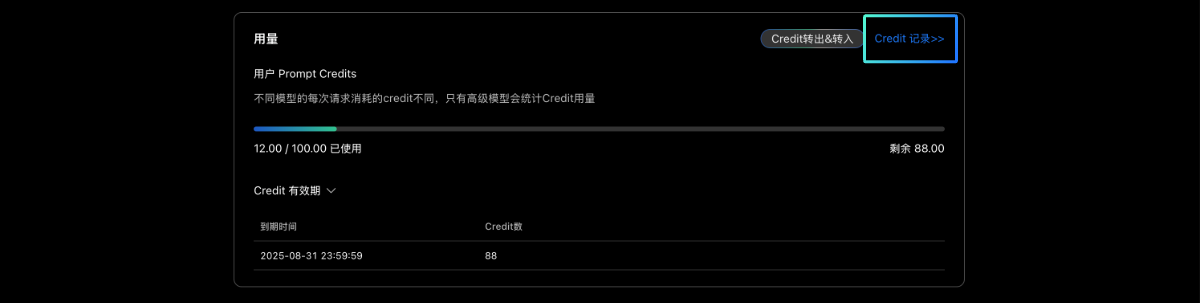 用量
Credit转出&转入
Credit 记录>>
用户 Prompt Credits
不同模型的每次请求消耗的credit不同，只有高级模型会统计Credit用量
12.00 / 100.00 已使用
剩余 88.00
Credit 有效期
到期时间
Credit数
2025-08-31 23:59:59
88